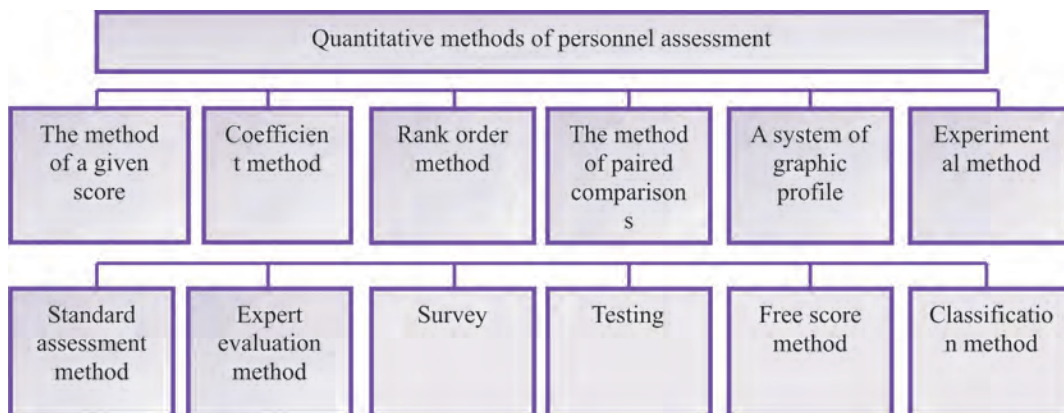 Quantitative methods of personnel assessment
The method
of a given
score
Coefficien
t method
Rank order
method
The method
of paired
comparison
s
A system of
graphic
profile
Experiment
al method
Standard
assessment
method
Expert
evaluation
method
Survey
Testing
Free score
method
Classificatio
n method